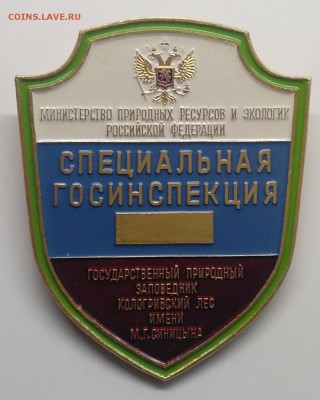 COINS.LAVE.RU
МИНИСТЕРСТВО ПРИРОДНЫХ РЕСУРСОВ И ЭКОЛОГИИ
РОССИЙСКОЙ ФЕДЕРАЦИИ
СПЕЦИАЛЬНАЯ
ГОСИНСПЕКЦИЯ
ГОСУДАРСТВЕННЫЙ ПРИРОДНЫЙ
ЗАПОВЕДНИК
КОЛОГРИВСКИЙ ЛЕС
ИМЕНИ
М.Г.СИНИЦЫНА